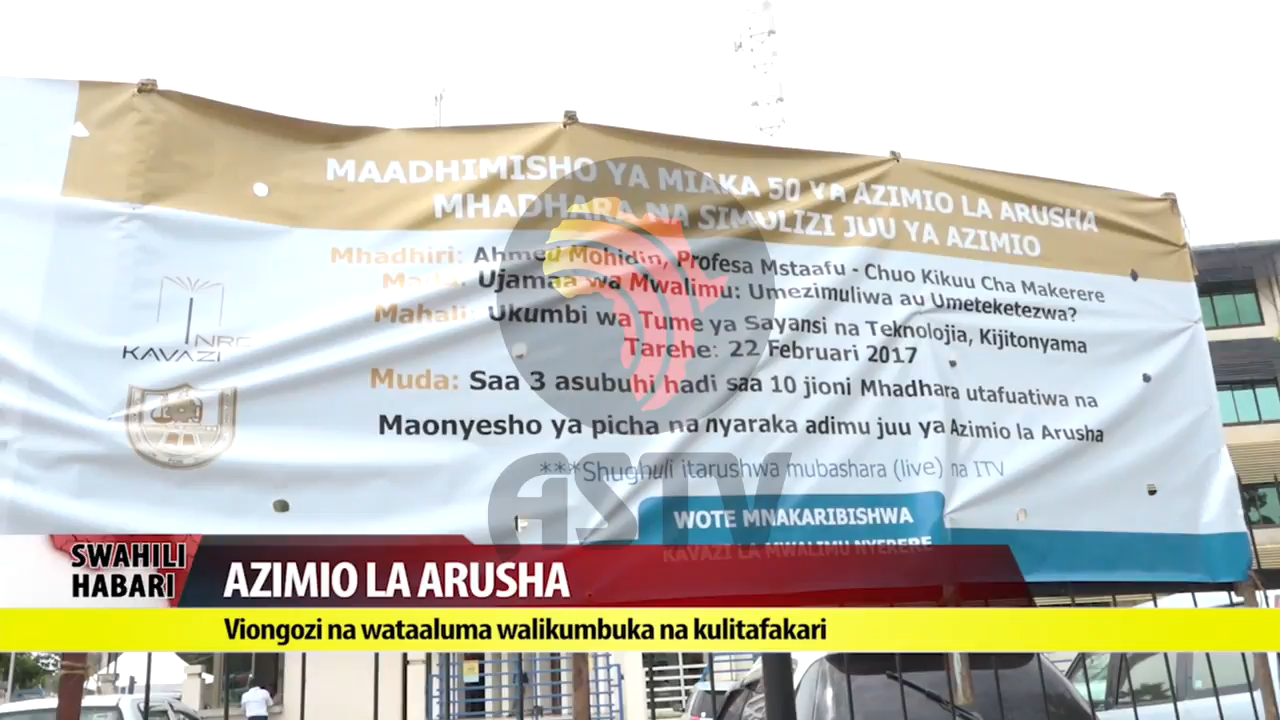 MAADHIMISHO YA MIAKA 50 YA AZIMIO LA ARUSHA
MHADHARA NA SIMULIZI JUU YA AZIMIO
Mhadhiri: Ahmed Mohidin, Profesa Mstaafu - Chuo Kikuu Cha Makerere
Mada: Ujamaa wa Mwalimu: Umezimuliwa au Umeteketezwa?
Mahali: Ukumbi wa Tume ya Sayansi na Teknolojia, Kijitonyama
Tarehe: 22 Februari 2017
Muda: Saa 3 asubuhi hadi saa 10 jioni Mhadhara utafuatiwa na
Maonyesho ya picha na nyaraka adimu juu ya Azimio la Arusha
***Shughuli itarushwa mubashara (live) na ITV
WOTE MNAKARIBISHWA
KAVAZI LA MWALIMU NYERERE
KAVAZI
ASTV
SWAHILI
HABARI
AZIMIO LA ARUSHA
Viongozi na wataaluma walikumbuka na kulitafakari